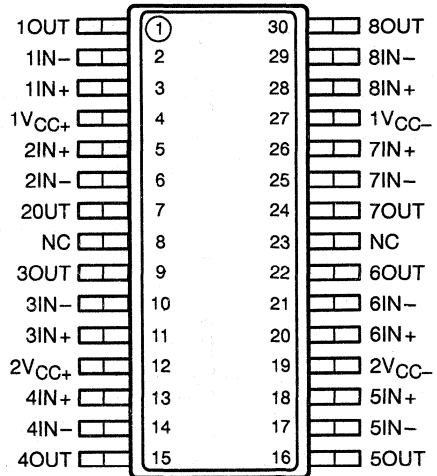 1OUT 1 30 8OUT
1IN− 2 29 8IN−
1IN+ 3 28 8IN+
1VCC+ 4 27 1VCC−
2IN+ 5 26 7IN+
2IN− 6 25 7IN−
20UT 7 24 7OUT
NC 8 23 NC
3OUT 9 22 6OUT
3IN− 10 21 6IN−
3IN+ 11 20 6IN+
2VCC+ 12 19 2VCC−
4IN+ 13 18 5IN+
4IN− 14 17 5IN−
4OUT 15 16 5OUT